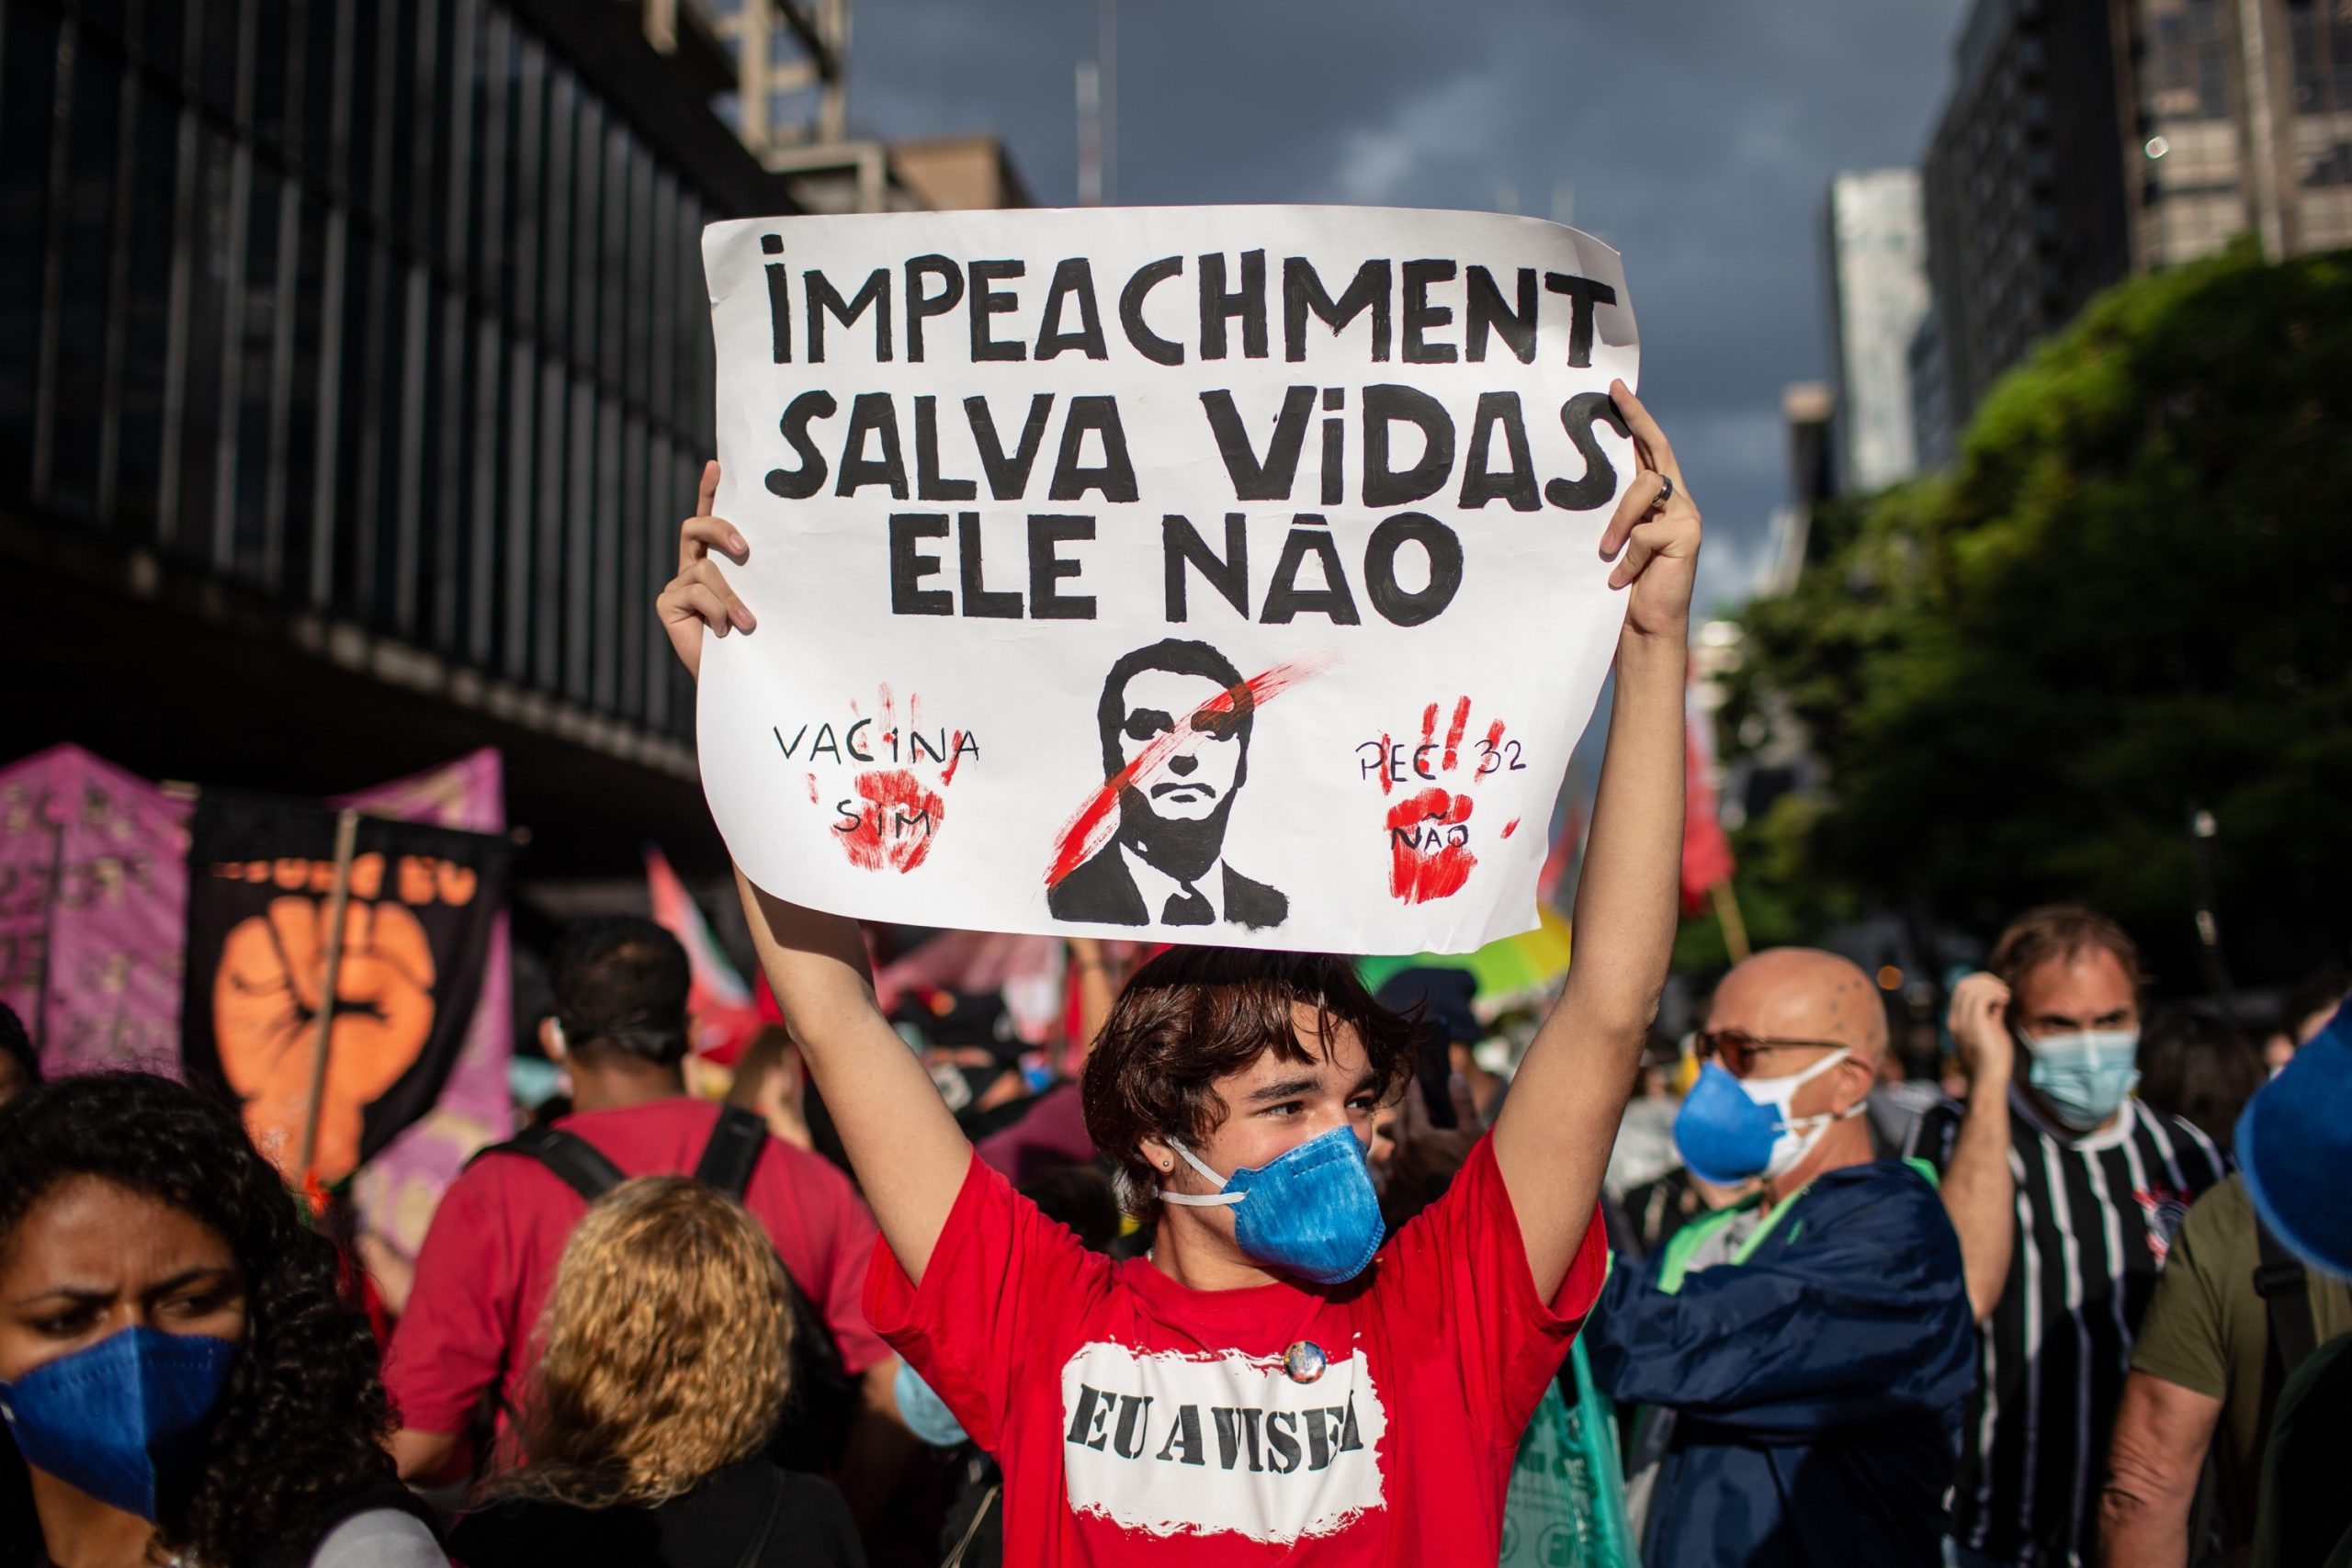 iMPEACHMENT
SALVA ViDAS
ELE NÃO
VACINA
SIM
PEC 32
NÃO
EU AVISEI